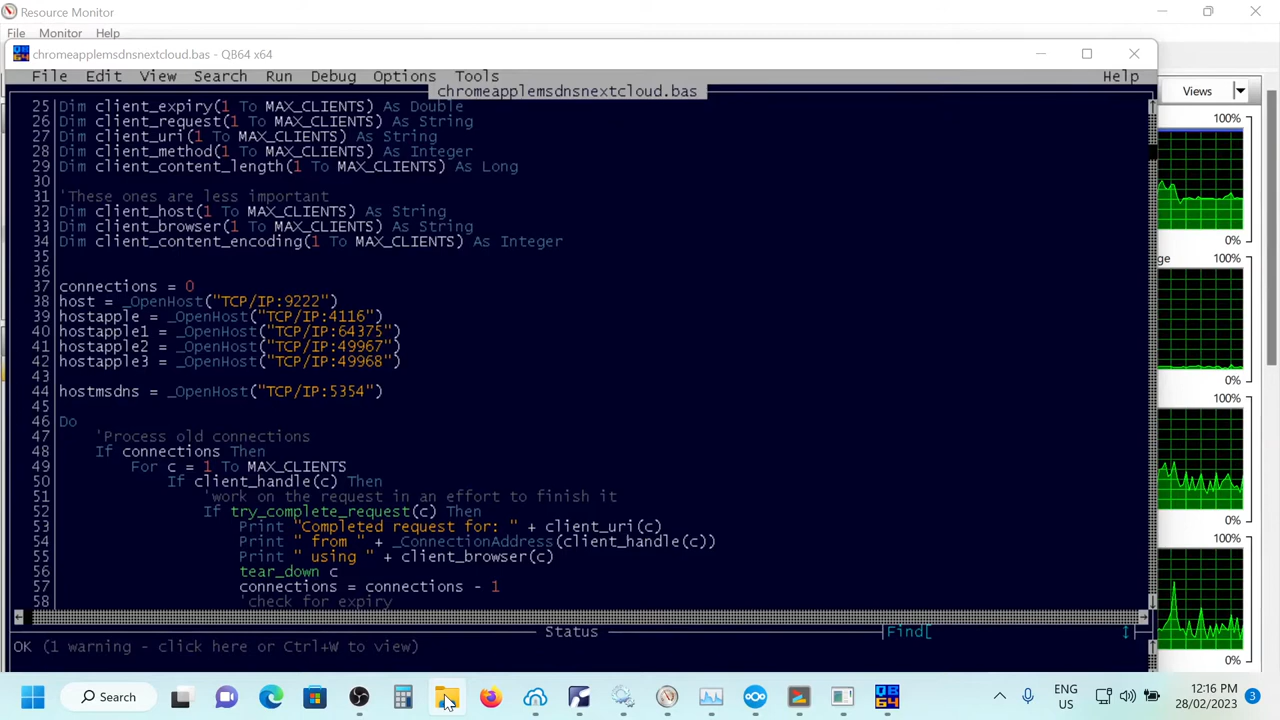 Resource Monitor
File Monitor Help
chromeapplemsdnsnextcloud.bas - QB64 x64
File Edit View Search Run Debug Options Tools Help
chromeapplemsdnsnextcloud.bas
25 Dim client_expiry(1 To MAX_CLIENTS) As Double
26 Dim client_request(1 To MAX_CLIENTS) As String
27 Dim client_uri(1 To MAX_CLIENTS) As String
28 Dim client_method(1 To MAX_CLIENTS) As Integer
29 Dim client_content_length(1 To MAX_CLIENTS) As Long
30
31 'These ones are less important
32 Dim client_host(1 To MAX_CLIENTS) As String
33 Dim client_browser(1 To MAX_CLIENTS) As String
34 Dim client_content_encoding(1 To MAX_CLIENTS) As Integer
35
36
37 connections = 0
38 host = _OpenHost("TCP/IP:9222")
39 hostapple = _OpenHost("TCP/IP:4116")
40 hostapple1 = _OpenHost("TCP/IP:64375")
41 hostapple2 = _OpenHost("TCP/IP:49967")
42 hostapple3 = _OpenHost("TCP/IP:49968")
43
44 hostmsdns = _OpenHost("TCP/IP:5354")
45
46 Do
47 'Process old connections
48 If connections Then
49 For c = 1 To MAX_CLIENTS
50 If client_handle(c) Then
51 'work on the request in an effort to finish it
52 If try_complete_request(c) Then
53 Print "Completed request for: " + client_uri(c)
54 Print " from " + _ConnectionAddress(client_handle(c))
55 Print " using " + client_browser(c)
56 tear_down c
57 connections = connections - 1
58 'check for expiry
Status
Find[
OK (1 warning - click here or Ctrl+W to view)
Views
100%
0%
ge 100%
0%
100%
0%
100%
0%
Search
QB
64
ENG
US
12:16 PM
28/02/2023
3